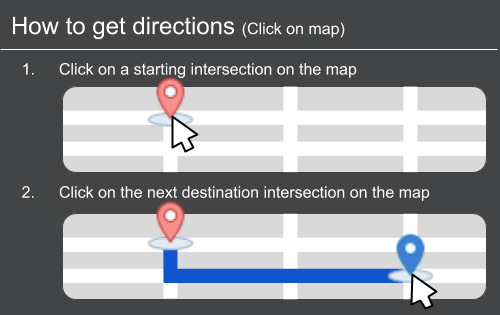 How to get directions (Click on map)
1. Click on a starting intersection on the map
2. Click on the next destination intersection on the map